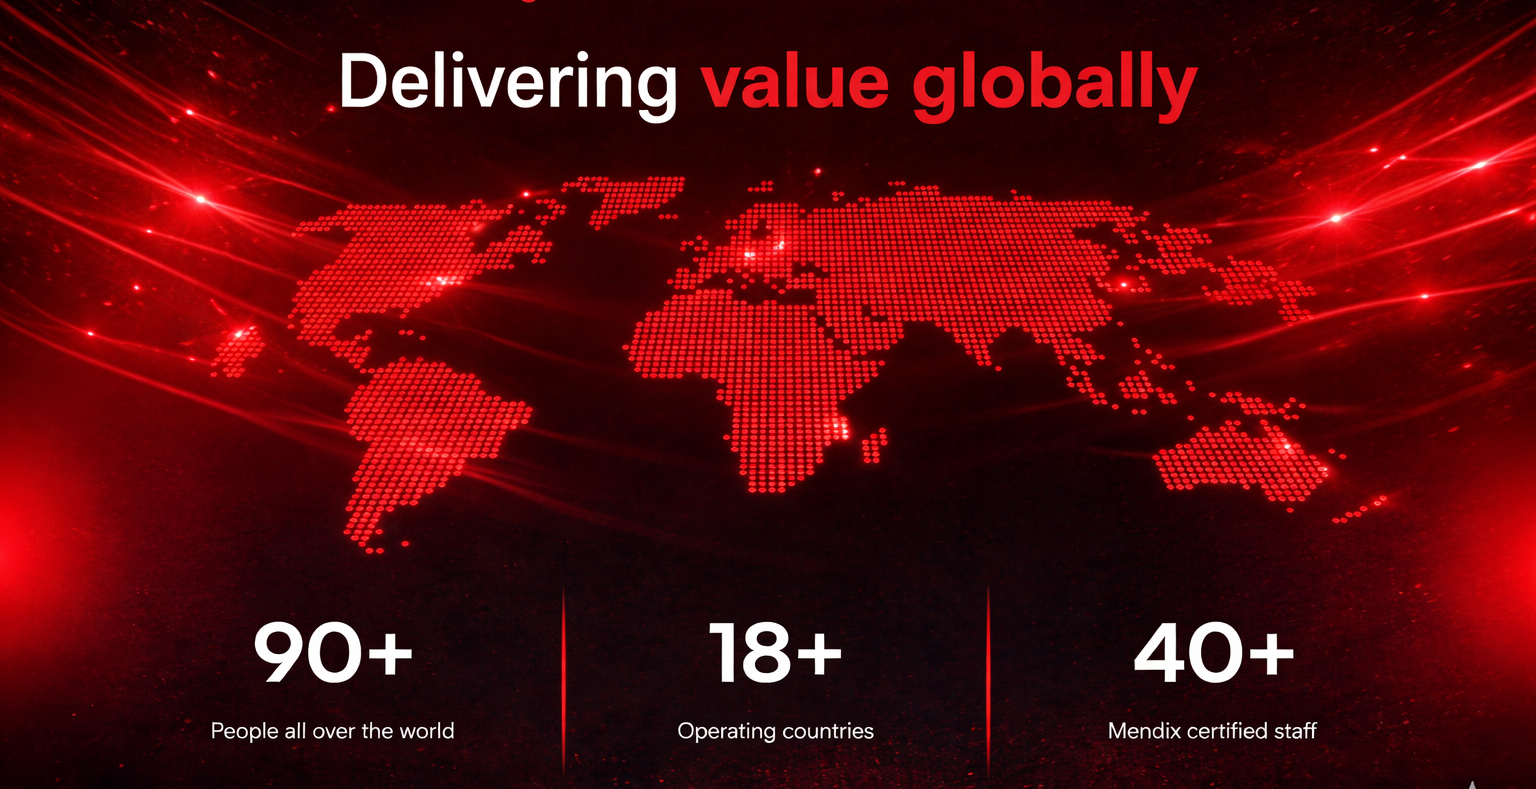 Delivering value globally
90+
18+
40+
People all over the world
Operating countries
Mendix certified staff